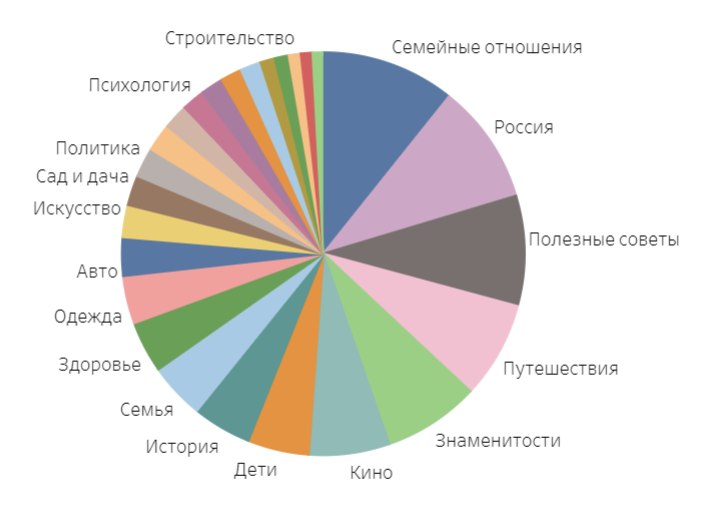 Строительство
Семейные отношения
Психология
Россия
Политика
Сад и дача
Искусство
Полезные советы
Авто
Одежда
Здоровье
Путешествия
Семья
Знаменитости
История
Дети
Кино